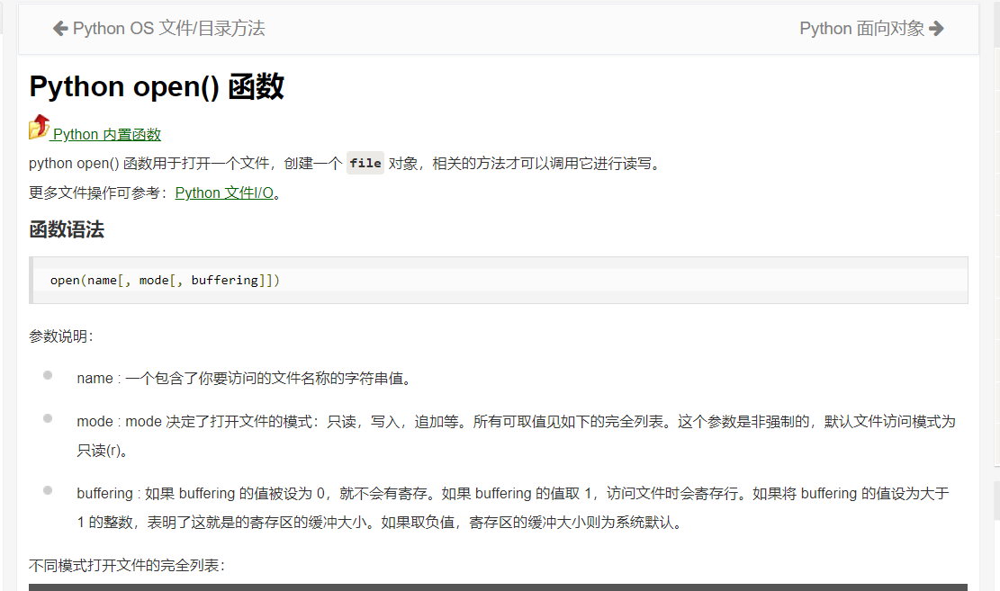 Python OS 文件/目录方法
Python 面向对象
Python open() 函数
Python 内置函数
python open() 函数用于打开一个文件，创建一个 file 对象，相关的方法才可以调用它进行读写。
更多文件操作可参考：Python 文件I/O。
函数语法
open(name[, mode[, buffering]])
参数说明：
name : 一个包含了你要访问的文件名称的字符串值。
mode : mode 决定了打开文件的模式：只读，写入，追加等。所有可取值见如下的完全列表。这个参数是非强制的，默认文件访问模式为
只读(r)。
buffering : 如果 buffering 的值被设为 0，就不会有寄存。如果 buffering 的值取 1，访问文件时会寄存行。如果将 buffering 的值设为大于
1 的整数，表明了这就是的寄存区的缓冲大小。如果取负值，寄存区的缓冲大小则为系统默认。
不同模式打开文件的完全列表：